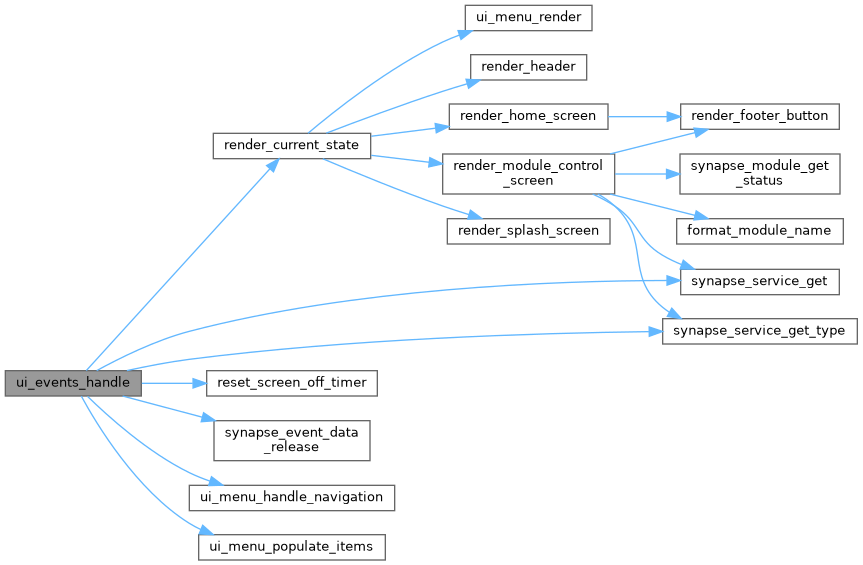 ui_menu_render
render_header
render_home_screen
render_footer_button
render_current_state
render_module_control
_screen
synapse_module_get
_status
render_splash_screen
format_module_name
synapse_service_get
synapse_service_get_type
ui_events_handle
reset_screen_off_timer
synapse_event_data
_release
ui_menu_handle_navigation
ui_menu_populate_items